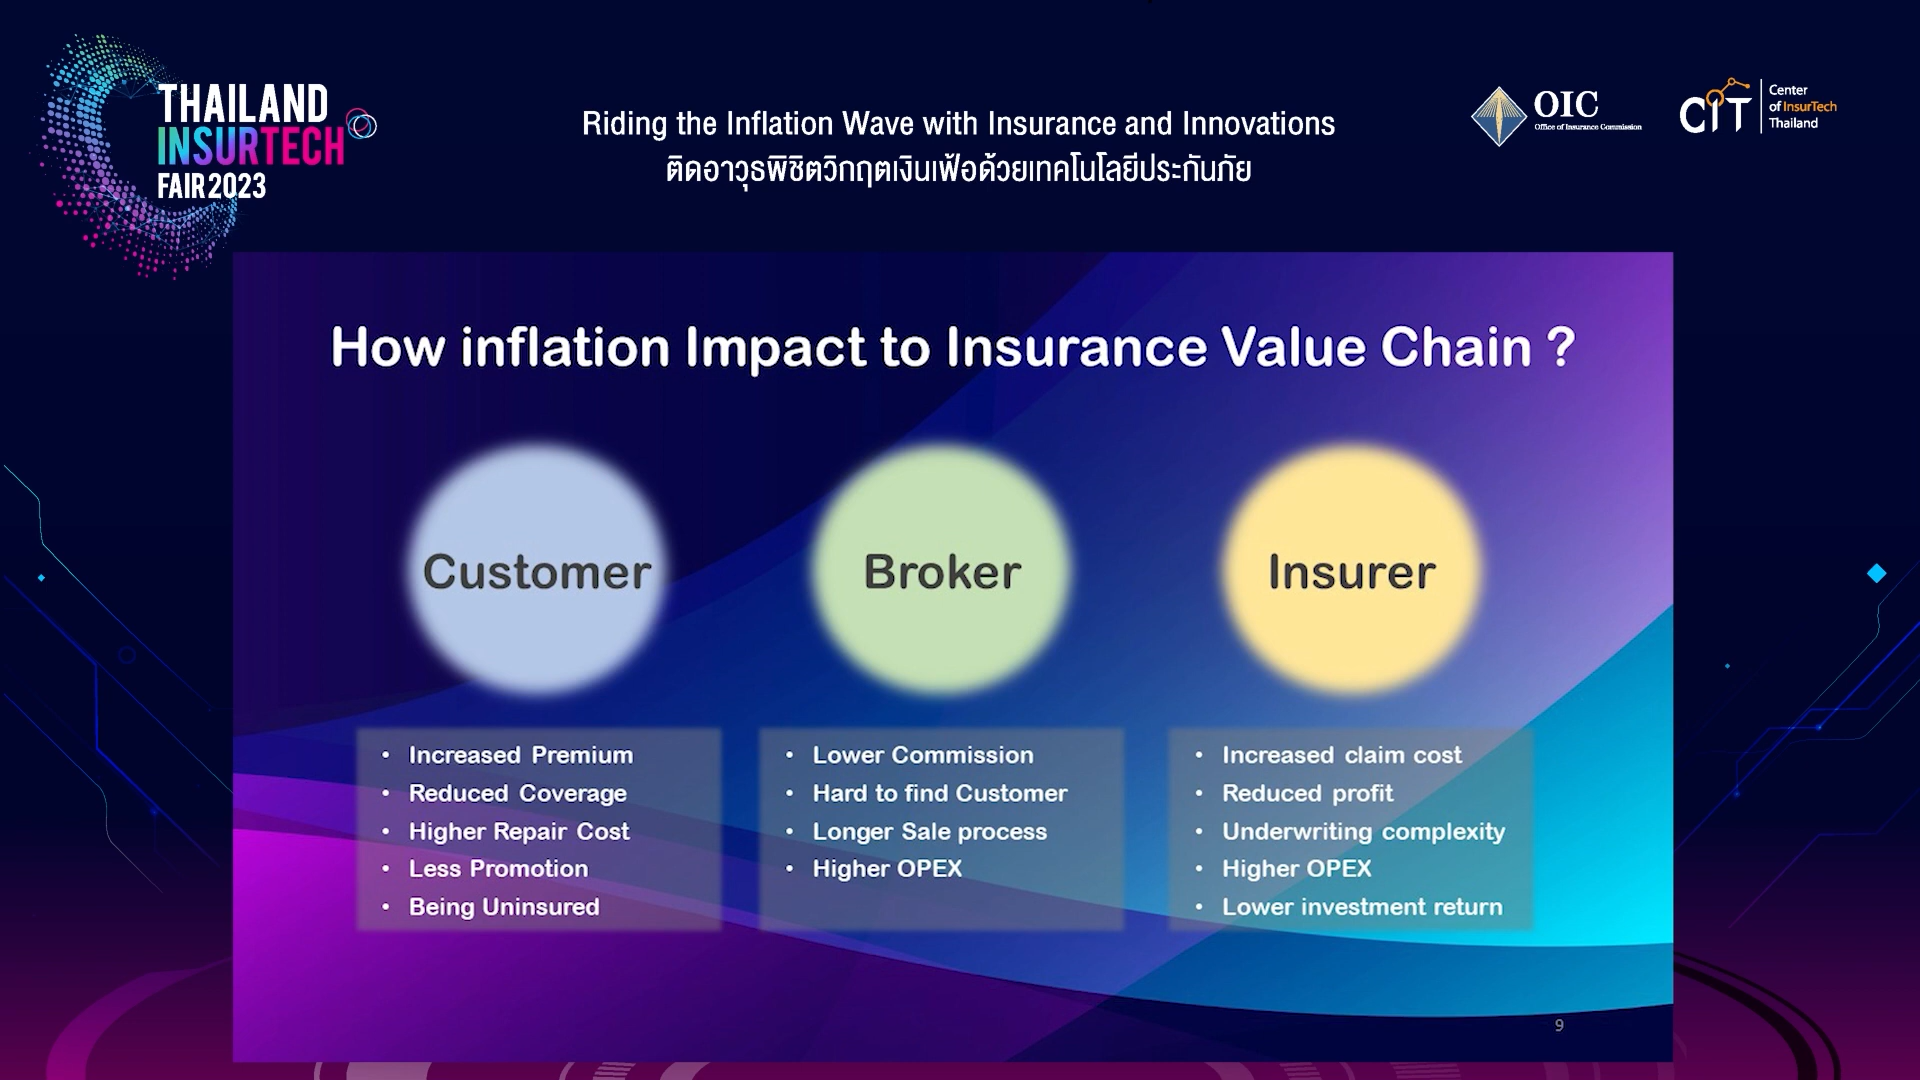 THAILAND
INSURTECH
FAIR 2023
Riding the Inflation Wave with Insurance and Innovations
ติดอาวุธพิชิตวิกฤตเงินเฟ้อด้วยเทคโนโลยีประกันภัย
OIC
Office of Insurance Commission
CIT
Center
of InsurTech
Thailand
How inflation Impact to Insurance Value Chain ?
Customer
• Increased Premium
• Reduced Coverage
• Higher Repair Cost
• Less Promotion
• Being Uninsured
Broker
• Lower Commission
• Hard to find Customer
• Longer Sale process
• Higher OPEX
Insurer
• Increased claim cost
• Reduced profit
• Underwriting complexity
• Higher OPEX
• Lower investment return
9